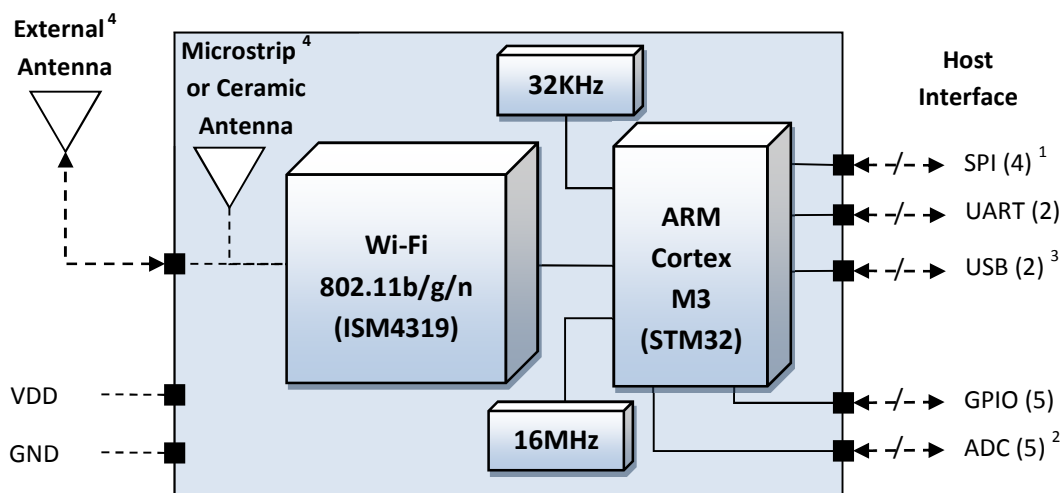 External 4
Antenna
Microstrip 4
or Ceramic
Antenna
32KHz
Host
Interface
Wi-Fi
802.11b/g/n
(ISM4319)
ARM
Cortex
M3
(STM32)
SPI (4) 1
UART (2)
USB (2) 3
VDD
GND
16MHz
GPIO (5)
ADC (5) 2